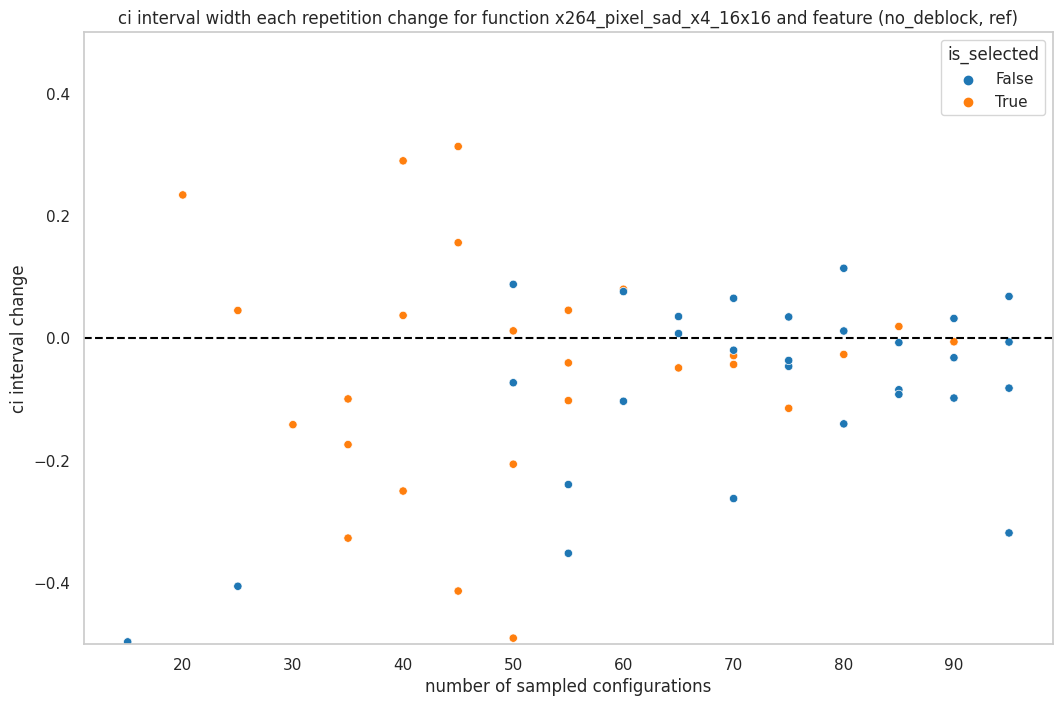 ci interval width each repetition change for function x264_pixel_sad_x4_16x16 and feature (no_deblock, ref)
is_selected
False
True
ci interval change
0.4
0.2
0.0
−0.2
−0.4
20 30 40 50 60 70 80 90
number of sampled configurations